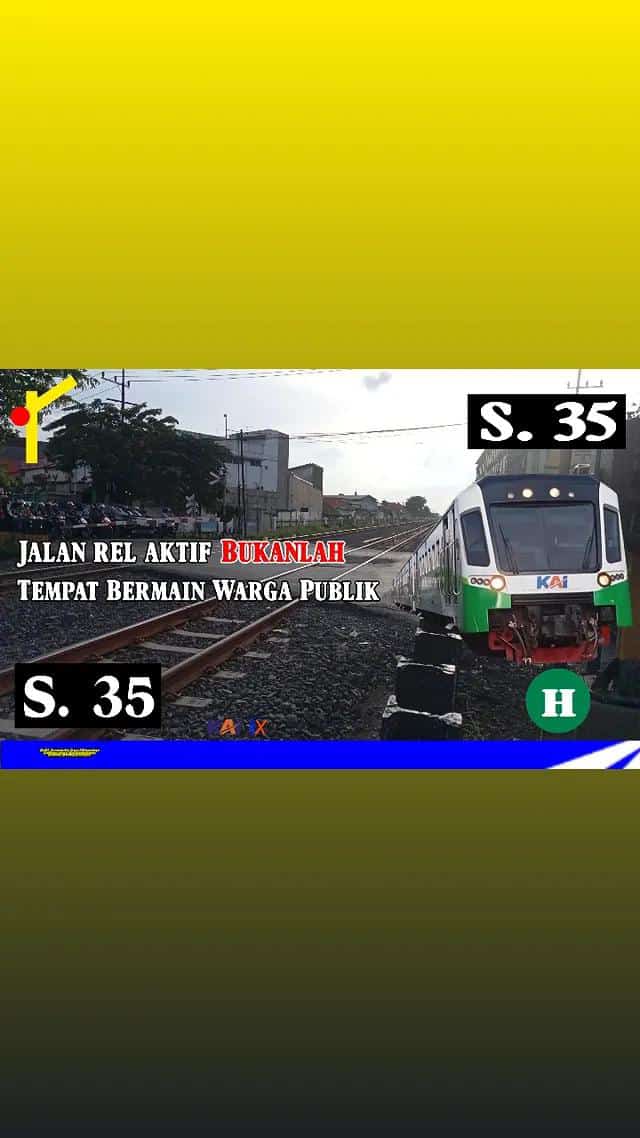 S. 35
JALAN REL AKTIF BUKANLAH
TEMPAT BERMAIN WARGA PUBLIK
KAI
S. 35
H